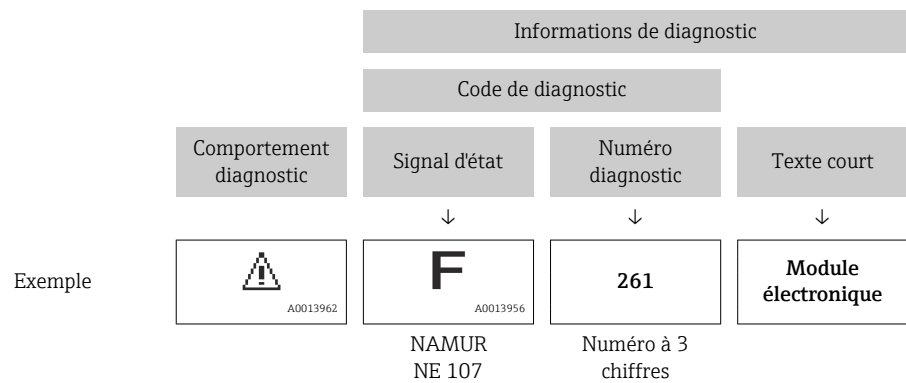 Informations de diagnostic
Code de diagnostic
Comportement
diagnostic
Signal d'état
Numéro
diagnostic
Texte court
↓
↓
↓
Exemple
A0013962
F
A0013956
261
Module
électronique
NAMUR
NE 107
Numéro à 3
chiffres